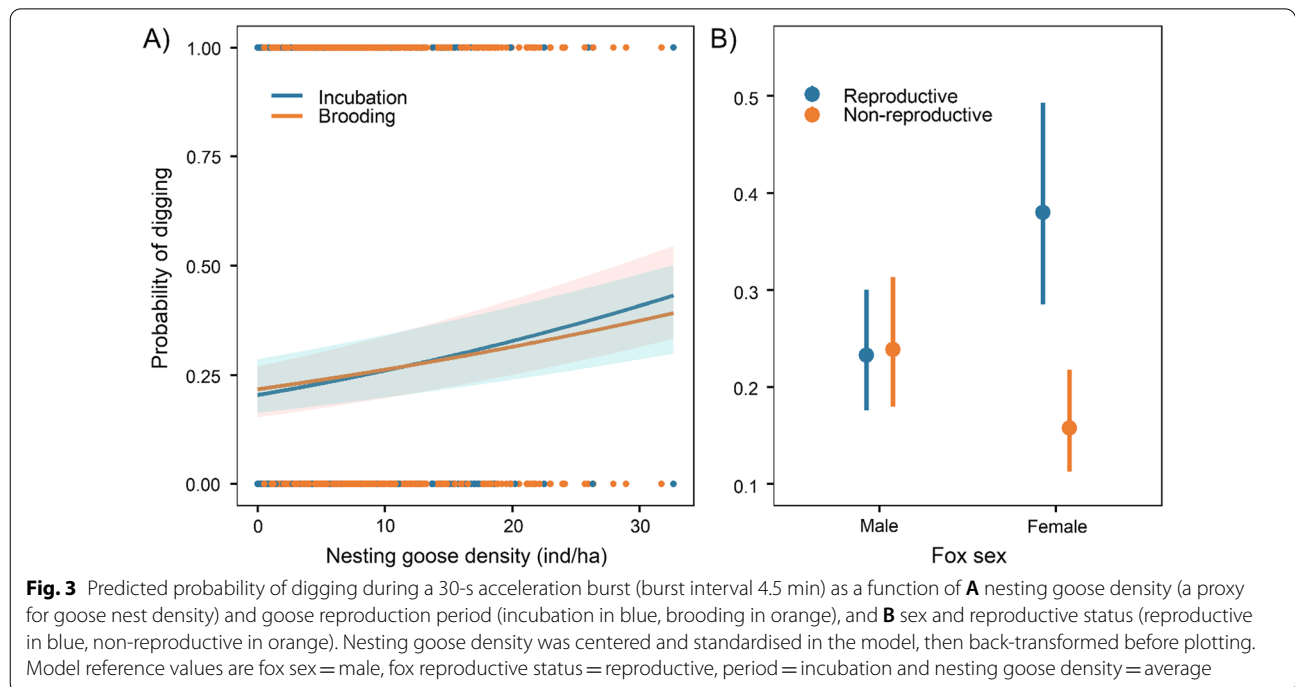 A)
1.00
0.75
0.50
0.25
0.00
Probability of digging
Incubation
Brooding
0
10
20
30
Nesting goose density (ind/ha)
B)
0.5
0.4
0.3
0.2
0.1
Reproductive
Non-reproductive
Male
Female
Fox sex
Fig. 3 Predicted probability of digging during a 30-s acceleration burst (burst interval 4.5 min) as a function of A nesting goose density (a proxy
for goose nest density) and goose reproduction period (incubation in blue, brooding in orange), and B sex and reproductive status (reproductive
in blue, non-reproductive in orange). Nesting goose density was centered and standardised in the model, then back-transformed before plotting.
Model reference values are fox sex = male, fox reproductive status = reproductive, period = incubation and nesting goose density = average